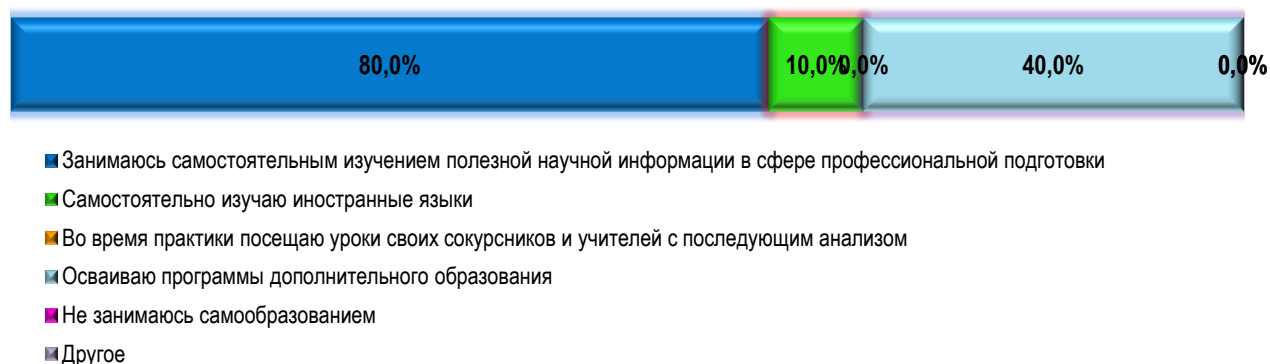 80,0% 10,0% 0,0% 40,0% 0,0%
Занимаюсь самостоятельным изучением полезной научной информации в сфере профессиональной подготовки
Самостоятельно изучаю иностранные языки
Во время практики посещаю уроки своих сокурсников и учителей с последующим анализом
Осваиваю программы дополнительного образования
Не занимаюсь самообразованием
Другое